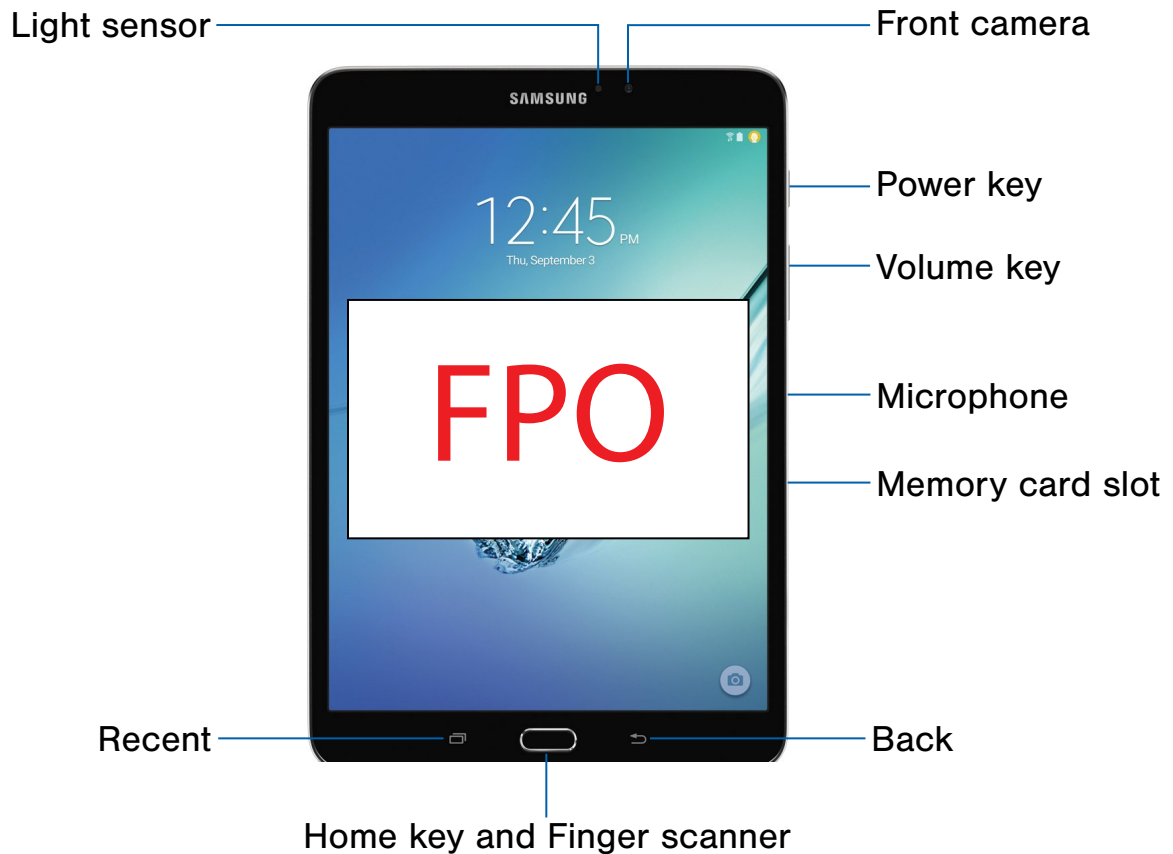 Light sensor
Front camera
SAMSUNG
12:45 PM
Thu, September 3
Power key
Volume key
FPO
Microphone
Memory card slot
Recent
Back
Home key and Finger scanner